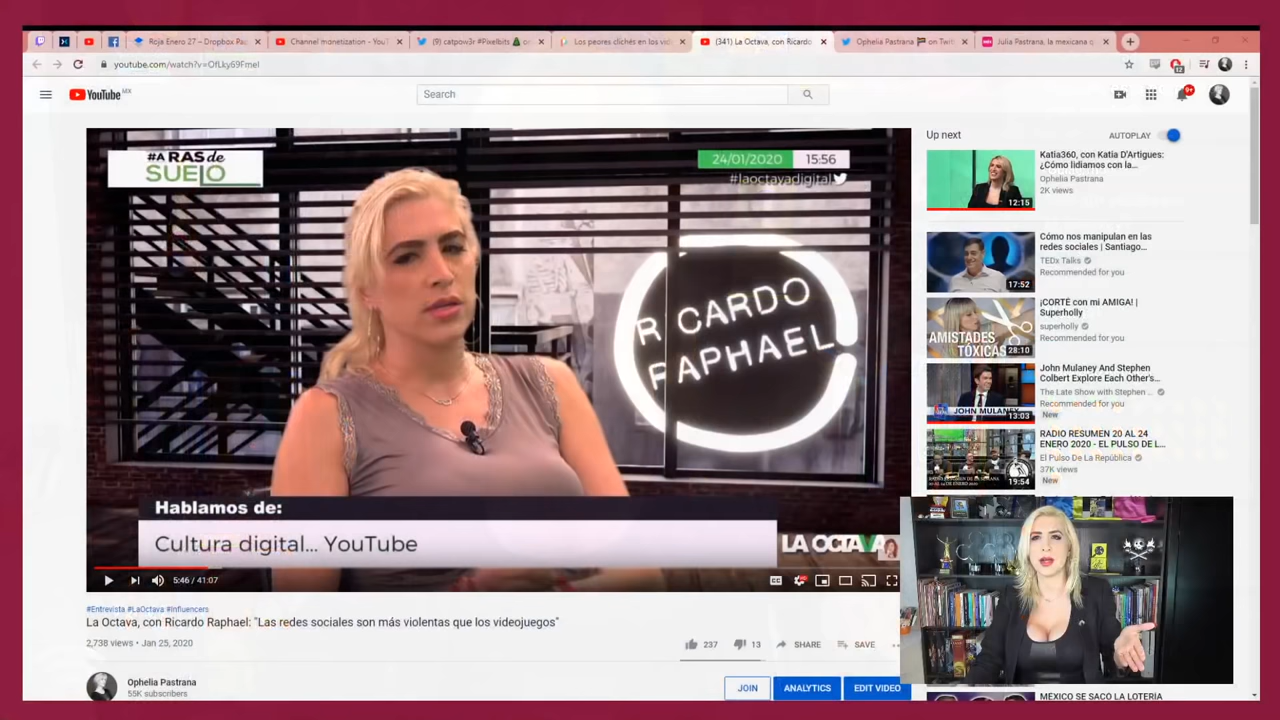 Roja Enero 27 – Dropbox Pap
Channel monetization - YouT
(9) catpow3r #Pixelbits🎄 on
Los peores clichés en los vid
(341) La Octava, con Ricardo
Ophelia Pastrana 🏴 on Twit
Julia Pastrana, la mexicana q
youtube.com/watch?v=OfLky69FmeI
12
YouTube MX
Search
9+
#A RAS de
SUELO
24/01/2020 15:56
#laoctavadigital
RICARDO
RAPHAEL
Hablamos de:
Cultura digital... YouTube
LA OCTAVA
5:46 / 41:07
CC
#Entrevista #LaOctava #Influencers
La Octava, con Ricardo Raphael: "Las redes sociales son más violentas que los videojuegos"
2,738 views • Jan 25, 2020
237
13
SHARE
SAVE
Ophelia Pastrana
55K subscribers
JOIN
ANALYTICS
EDIT VIDEO
Up next
AUTOPLAY
Katia360, con Katia D'Artigues:
¿Cómo lidiamos con la...
Ophelia Pastrana
2K views
12:15
Cómo nos manipulan en las
redes sociales | Santiago...
TEDx Talks
Recommended for you
17:52
¡CORTÉ con mi AMIGA! |
Superholly
superholly
Recommended for you
AMISTADES
TÓXICAS
28:10
John Mulaney And Stephen
Colbert Explore Each Other's...
The Late Show with Stephen ...
Recommended for you
New
JOHN MULANEY
13:03
RADIO RESUMEN 20 AL 24
ENERO 2020 - EL PULSO DE L...
El Pulso De La República
37K views
New
19:54
MÉXICO SE SACÓ LA LOTERÍA